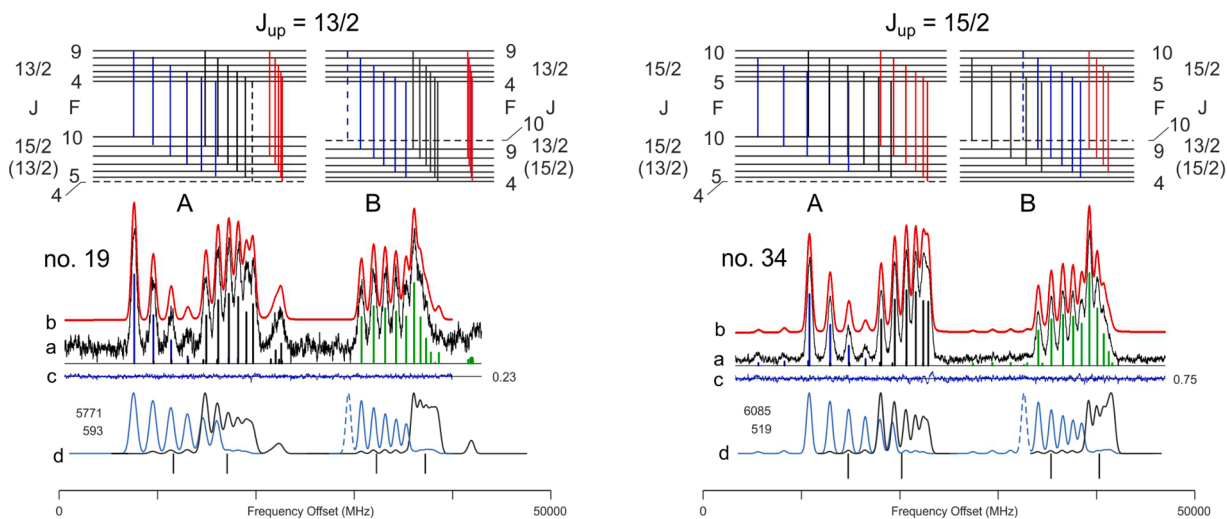 J_up = 13/2
9
9
13/2
13/2
4
4
J F
F J
10
10
15/2
9
13/2
(13/2)
(15/2)
5
4
4
A
B
no. 19
b
a
c
0.23
5771
593
d
0
50000
Frequency Offset (MHz)
J_up = 15/2
10
10
15/2
15/2
5
5
J F
F J
10
10
15/2
9
13/2
(13/2)
(15/2)
5
4
4
A
B
no. 34
b
a
c
0.75
6085
519
d
0
50000
Frequency Offset (MHz)